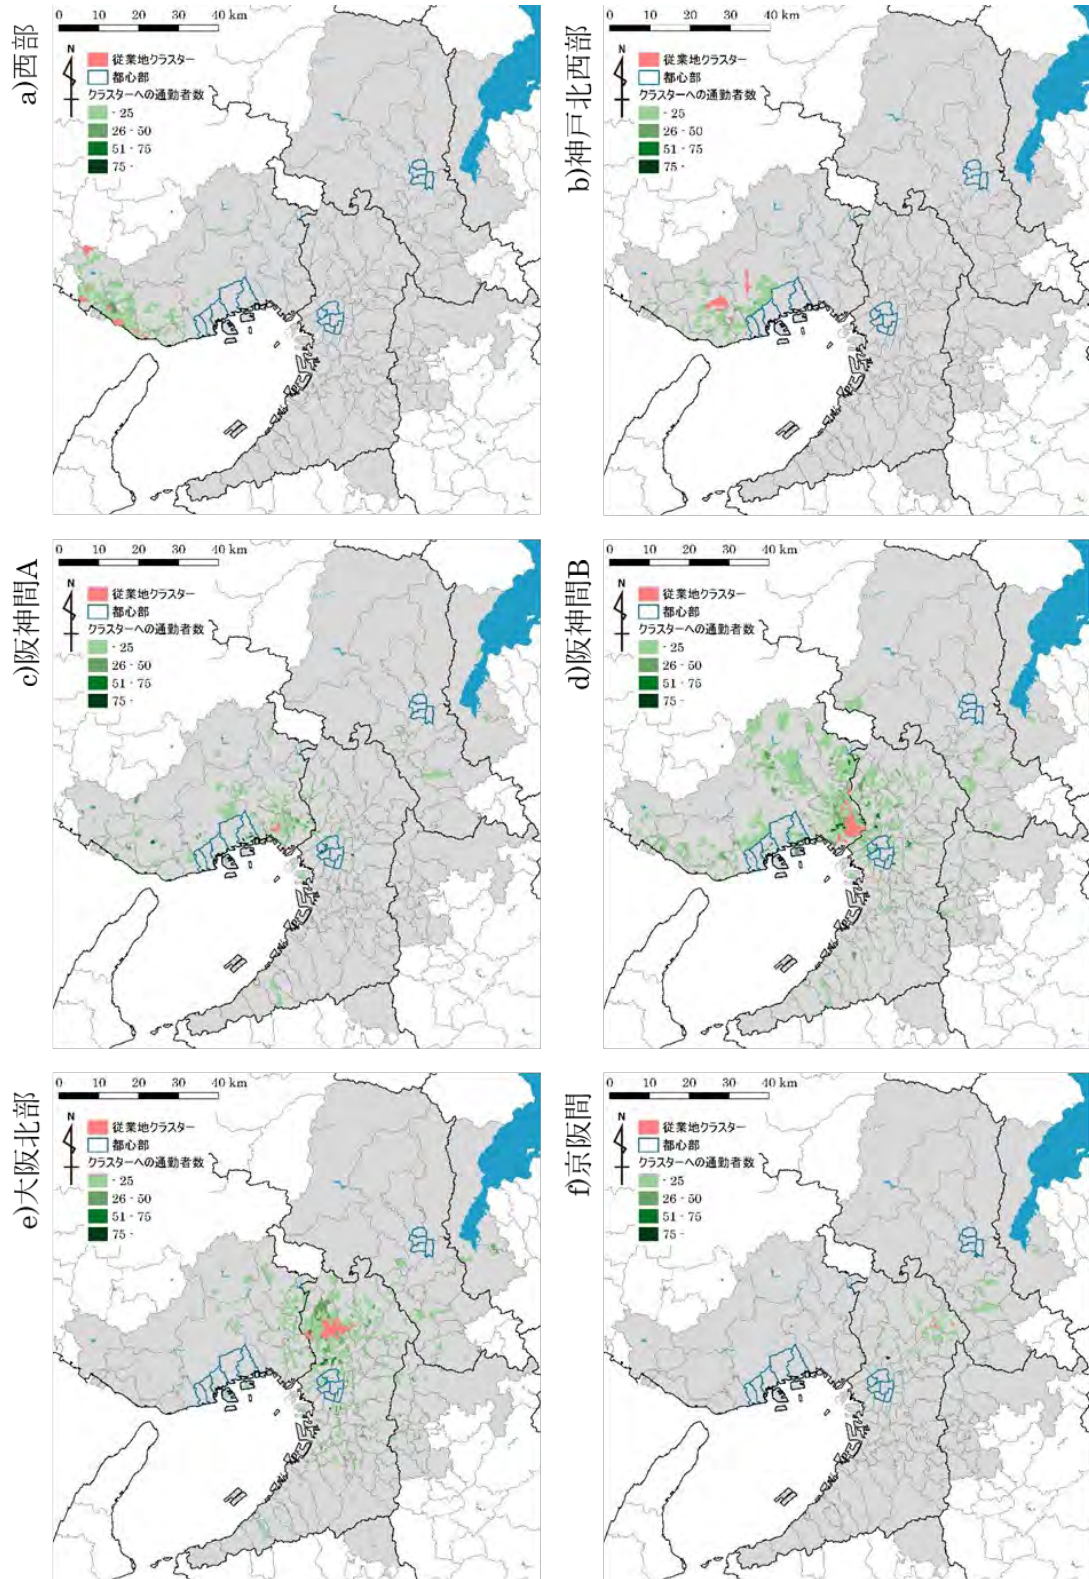 a)西部
0 10 20 30 40 km
N
従業地クラスター
都心部
クラスターへの通勤者数
- 25
26 - 50
51 - 75
75 -
b)神戸北西部
0 10 20 30 40 km
N
従業地クラスター
都心部
クラスターへの通勤者数
- 25
26 - 50
51 - 75
75 -
c)阪神間A
0 10 20 30 40 km
N
従業地クラスター
都心部
クラスターへの通勤者数
- 25
26 - 50
51 - 75
75 -
d)阪神間B
0 10 20 30 40 km
N
従業地クラスター
都心部
クラスターへの通勤者数
- 25
26 - 50
51 - 75
75 -
e)大阪北部
0 10 20 30 40 km
N
従業地クラスター
都心部
クラスターへの通勤者数
- 25
26 - 50
51 - 75
75 -
f)京阪間
0 10 20 30 40 km
N
従業地クラスター
都心部
クラスターへの通勤者数
- 25
26 - 50
51 - 75
75 -